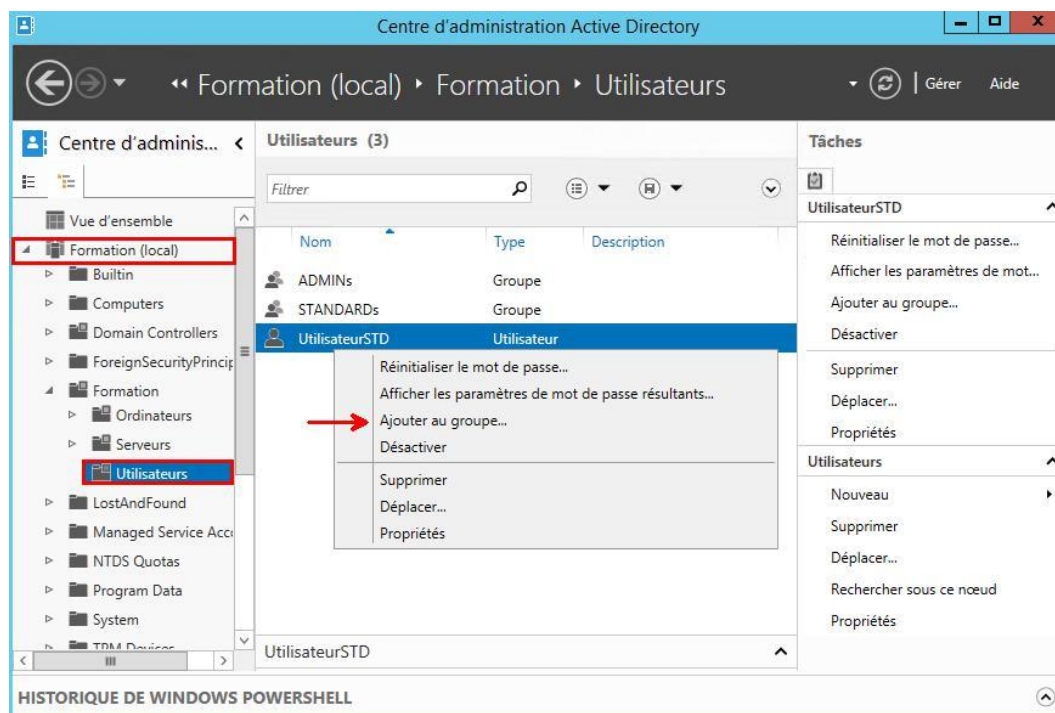 Centre d'administration Active Directory
Formation (local) Formation Utilisateurs
Gérer Aide
Centre d'adminis...
Vue d'ensemble
Formation (local)
Builtin
Computers
Domain Controllers
ForeignSecurityPrincip
Formation
Ordinateurs
Serveurs
Utilisateurs
LostAndFound
Managed Service Acco
NTDS Quotas
Program Data
System
TPM Devices
Utilisateurs (3)
Filtrer
Nom Type Description
ADMINs Groupe
STANDARDs Groupe
UtilisateurSTD Utilisateur
Réinitialiser le mot de passe...
Afficher les paramètres de mot de passe résultants...
Ajouter au groupe...
Désactiver
Supprimer
Déplacer...
Propriétés
UtilisateurSTD
Tâches
UtilisateurSTD
Réinitialiser le mot de passe...
Afficher les paramètres de mot...
Ajouter au groupe...
Désactiver
Supprimer
Déplacer...
Propriétés
Utilisateurs
Nouveau
Supprimer
Déplacer...
Rechercher sous ce nœud
Propriétés
HISTORIQUE DE WINDOWS POWERSHELL